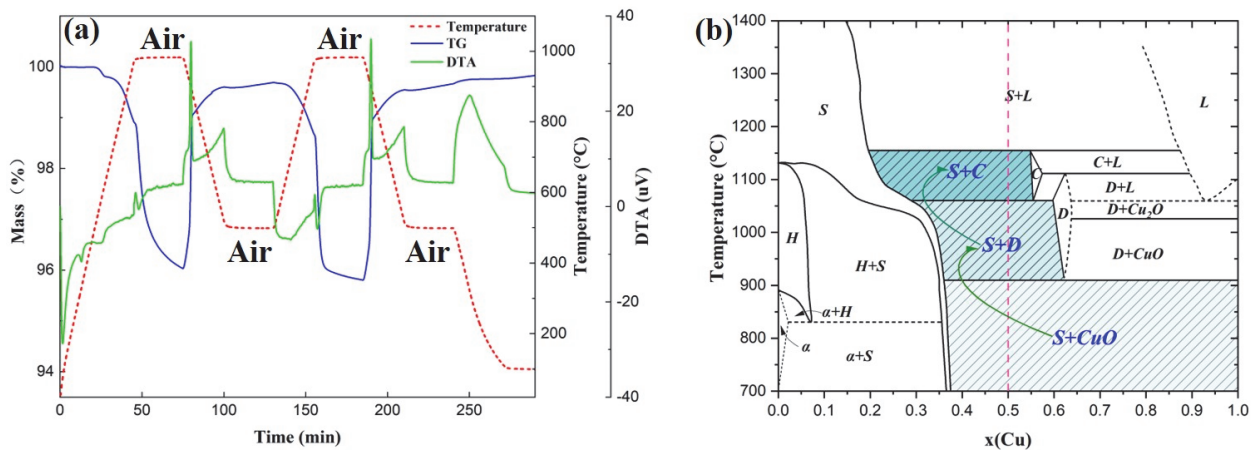 (a)
Air
Air
Air
Air
Temperature
TG
DTA
100
98
96
94
Mass (%)
0
50
100
150
200
250
Time (min)
1000
800
600
400
200
Temperature (°C)
40
20
0
-20
-40
DTA (uV)
(b)
1400
1300
1200
1100
1000
900
800
700
Temperature (°C)
S
S+L
L
S+C
C
C+L
D+L
D
D+Cu₂O
D+CuO
S+D
H
H+S
α+H
α
α+S
S+CuO
0.0
0.1
0.2
0.3
0.4
0.5
0.6
0.7
0.8
0.9
1.0
x(Cu)